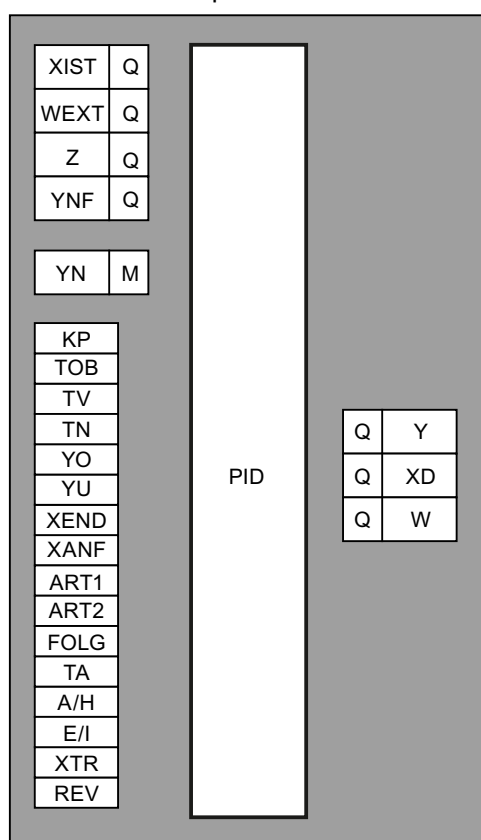 XIST Q
WEXT Q
Z Q
YNF Q
YN M
KP
TOB
TV
TN
YO
YU
XEND
XANF
ART1
ART2
FOLG
TA
A/H
E/I
XTR
REV
PID
Q Y
Q XD
Q W